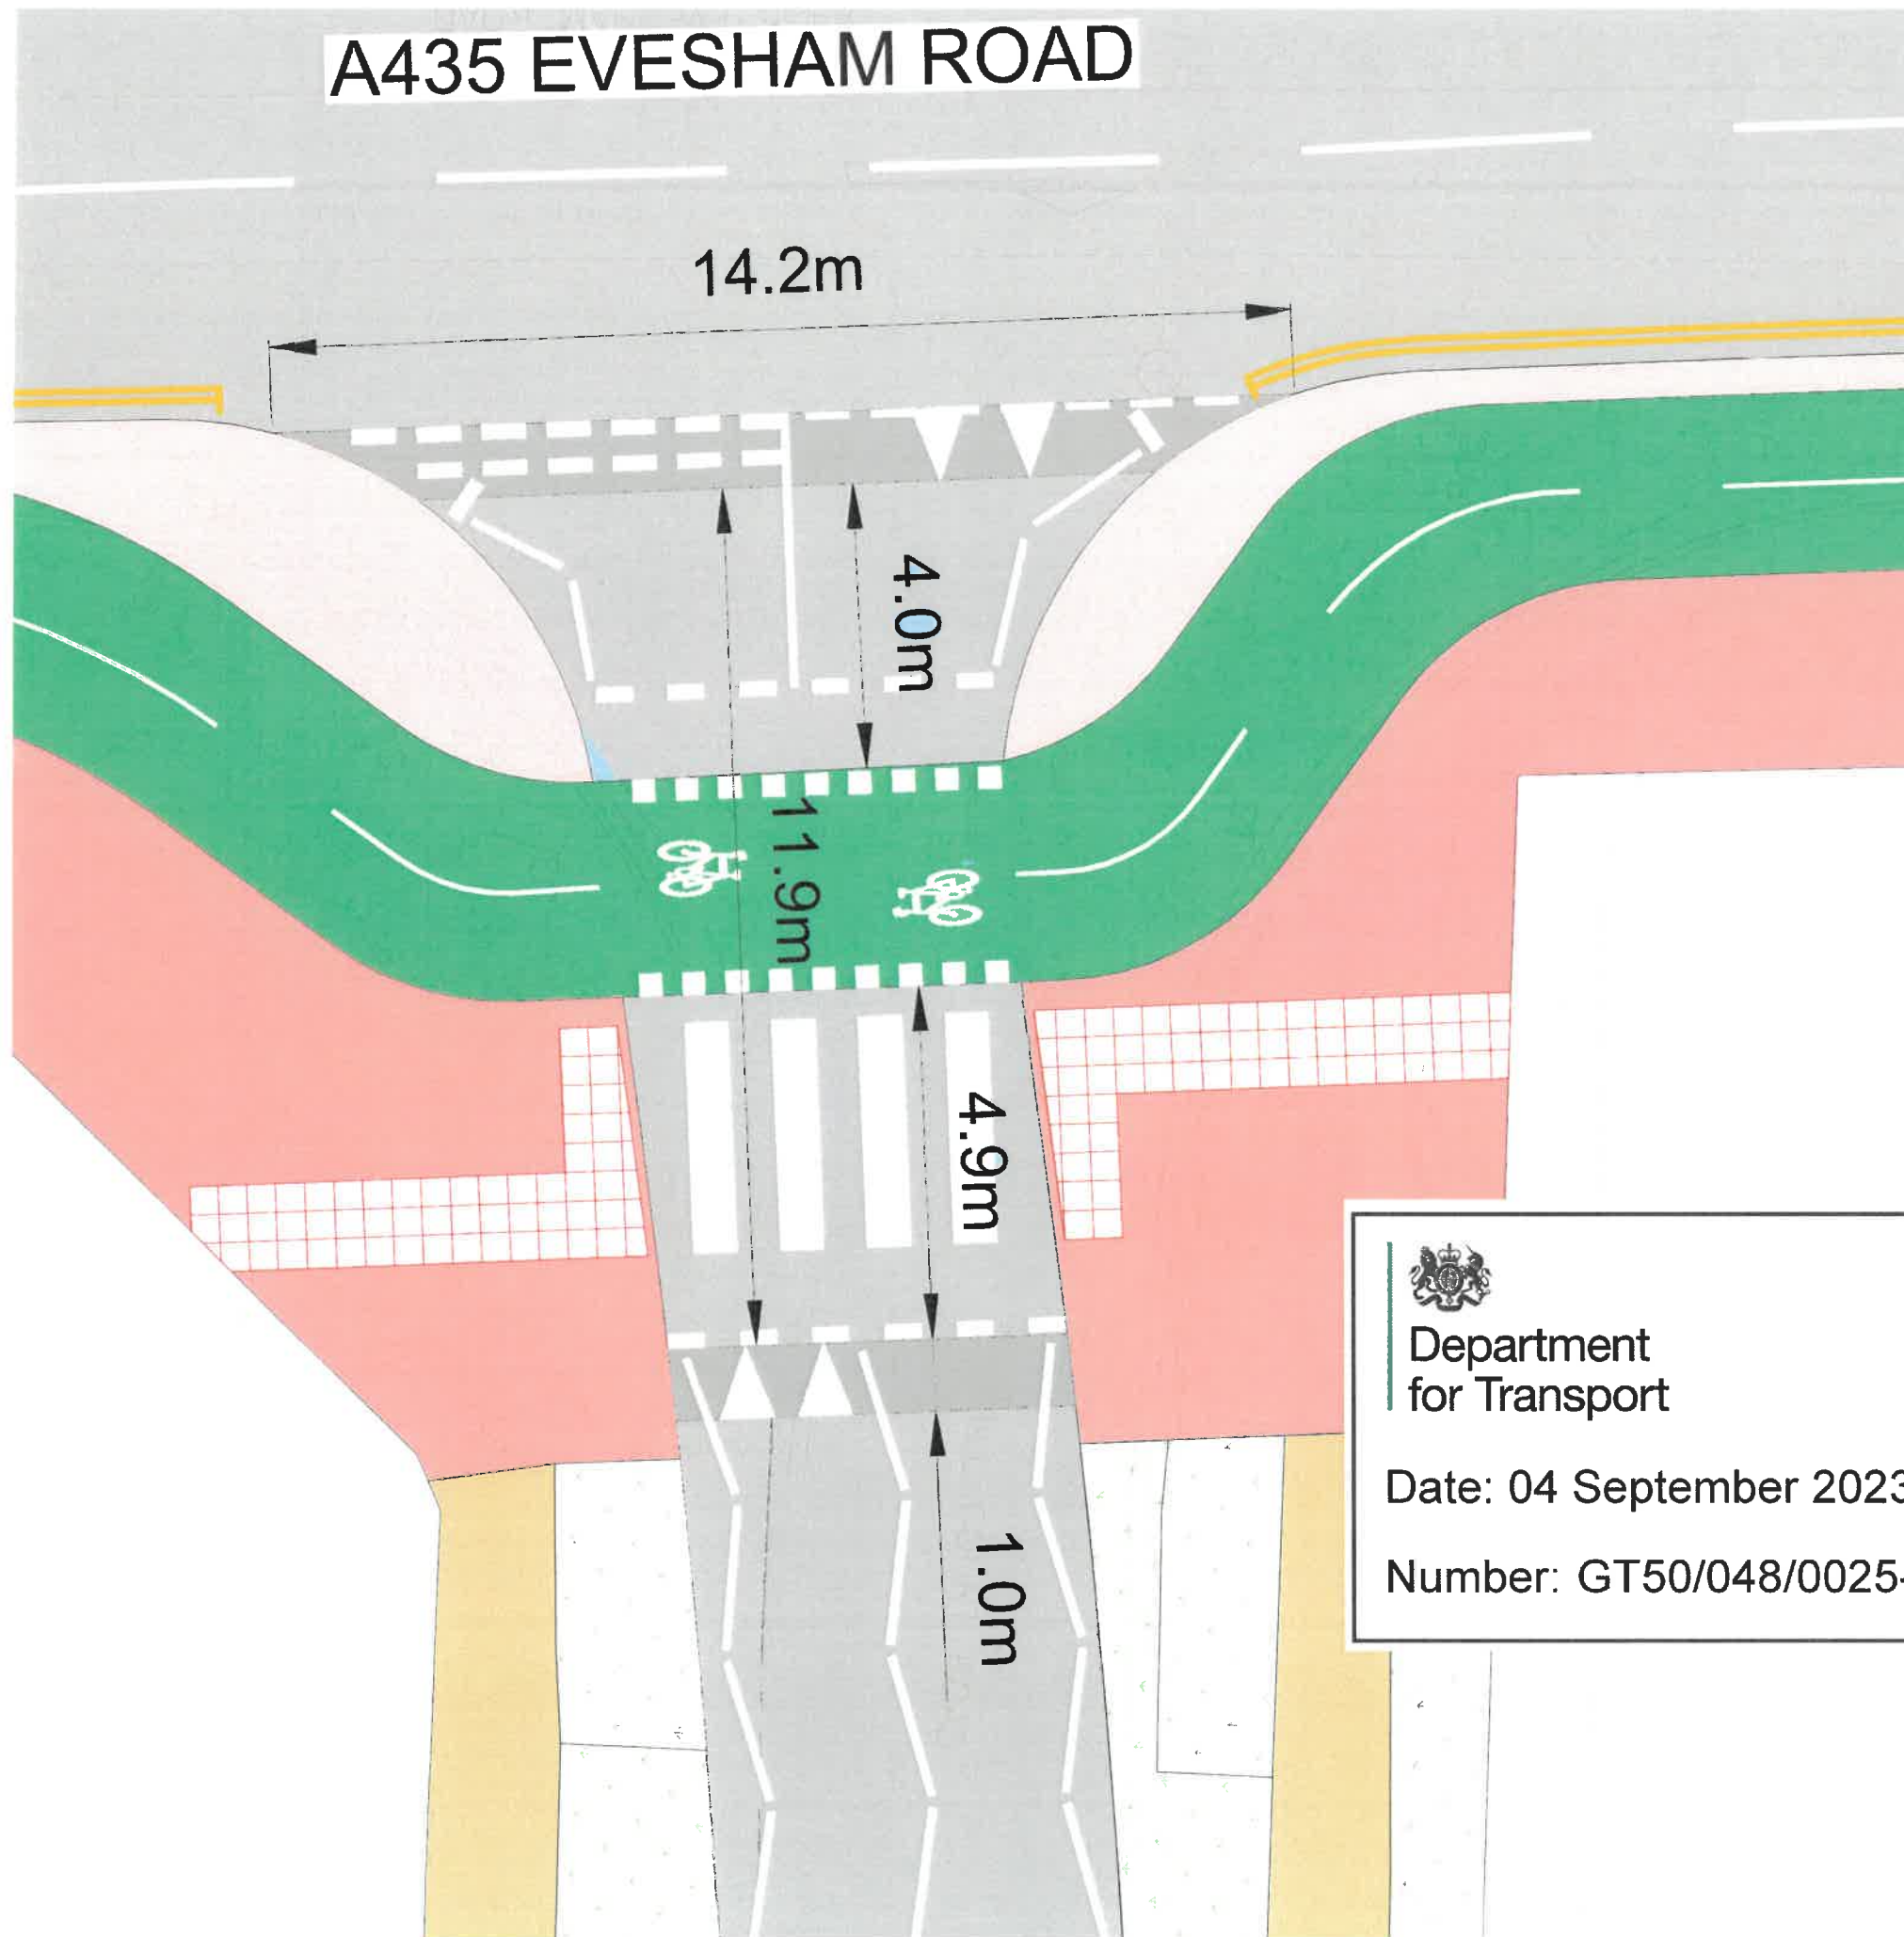 A435 EVESHAM ROAD
14.2m
4.0m
11.9m
4.9m
1.0m
Department
for Transport
Date: 04 September 2023
Number: GT50/048/0025-